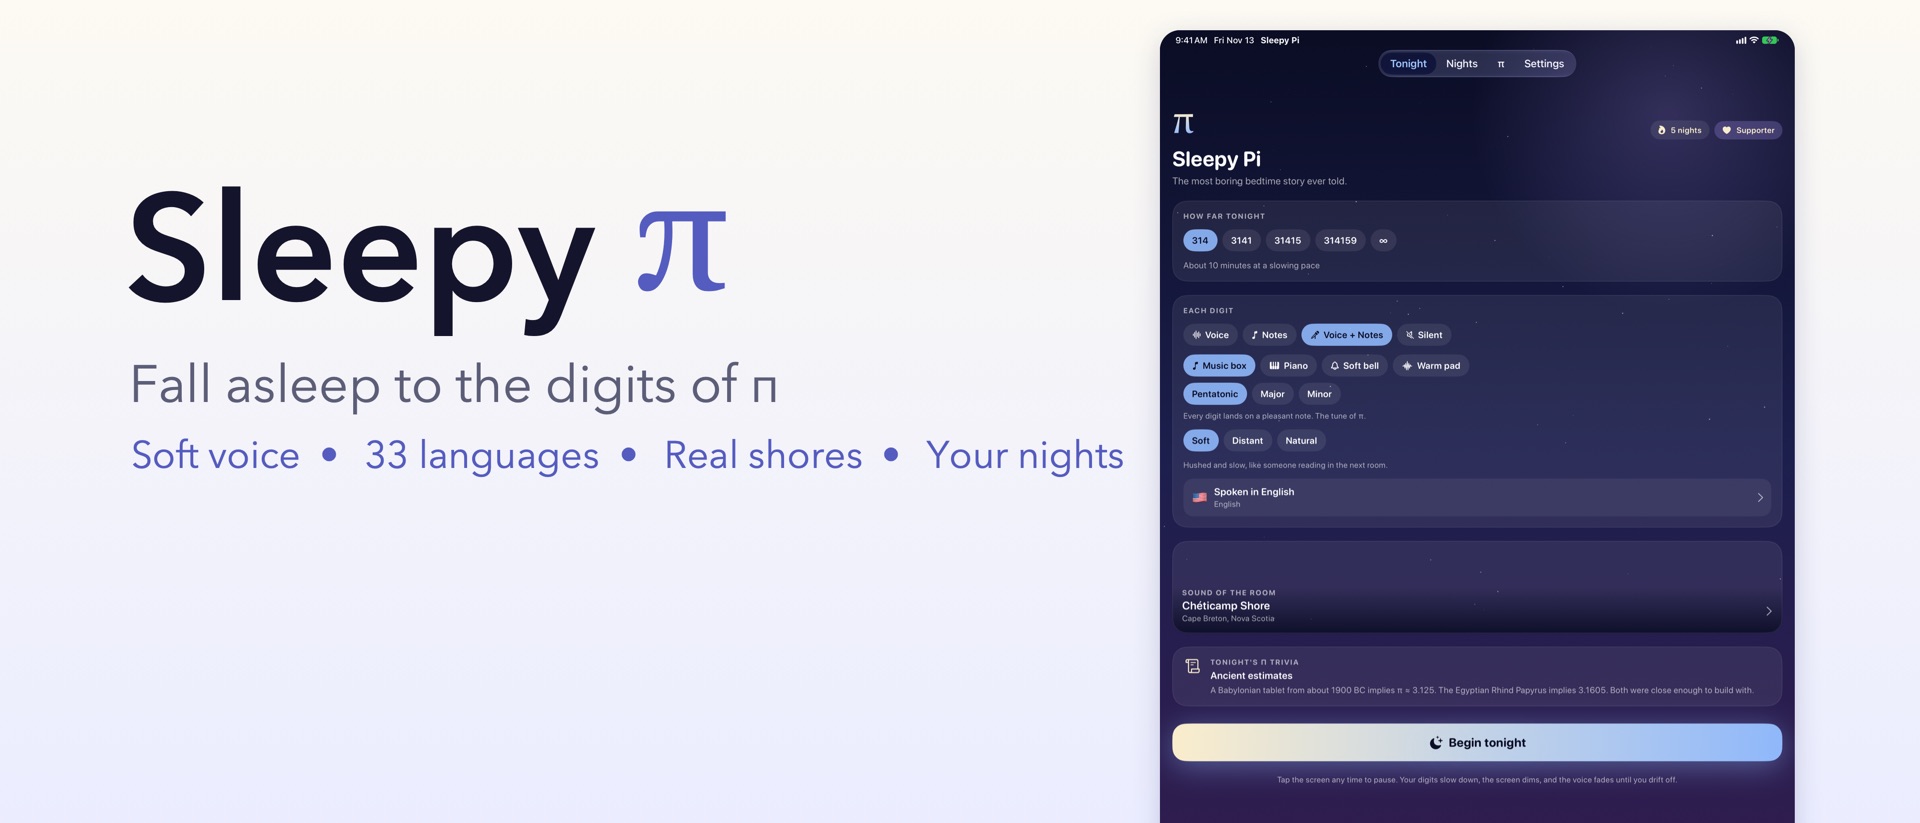 Sleepy π
Fall asleep to the digits of π
Soft voice • 33 languages • Real shores • Your nights
9:41 AM Fri Nov 13 Sleepy Pi
Tonight Nights π Settings
π
5 nights Supporter
Sleepy Pi
The most boring bedtime story ever told.
HOW FAR TONIGHT
314 3141 31415 314159 ∞
About 10 minutes at a slowing pace
EACH DIGIT
Voice Notes Voice + Notes Silent
Music box Piano Soft bell Warm pad
Pentatonic Major Minor
Every digit lands on a pleasant note. The tune of π.
Soft Distant Natural
Hushed and slow, like someone reading in the next room.
Spoken in English
English
SOUND OF THE ROOM
Chéticamp Shore
Cape Breton, Nova Scotia
TONIGHT'S Π TRIVIA
Ancient estimates
A Babylonian tablet from about 1900 BC implies π ≈ 3.125. The Egyptian Rhind Papyrus implies 3.1605. Both were close enough to build with.
Begin tonight
Tap the screen any time to pause. Your digits slow down, the screen dims, and the voice fades until you drift off.